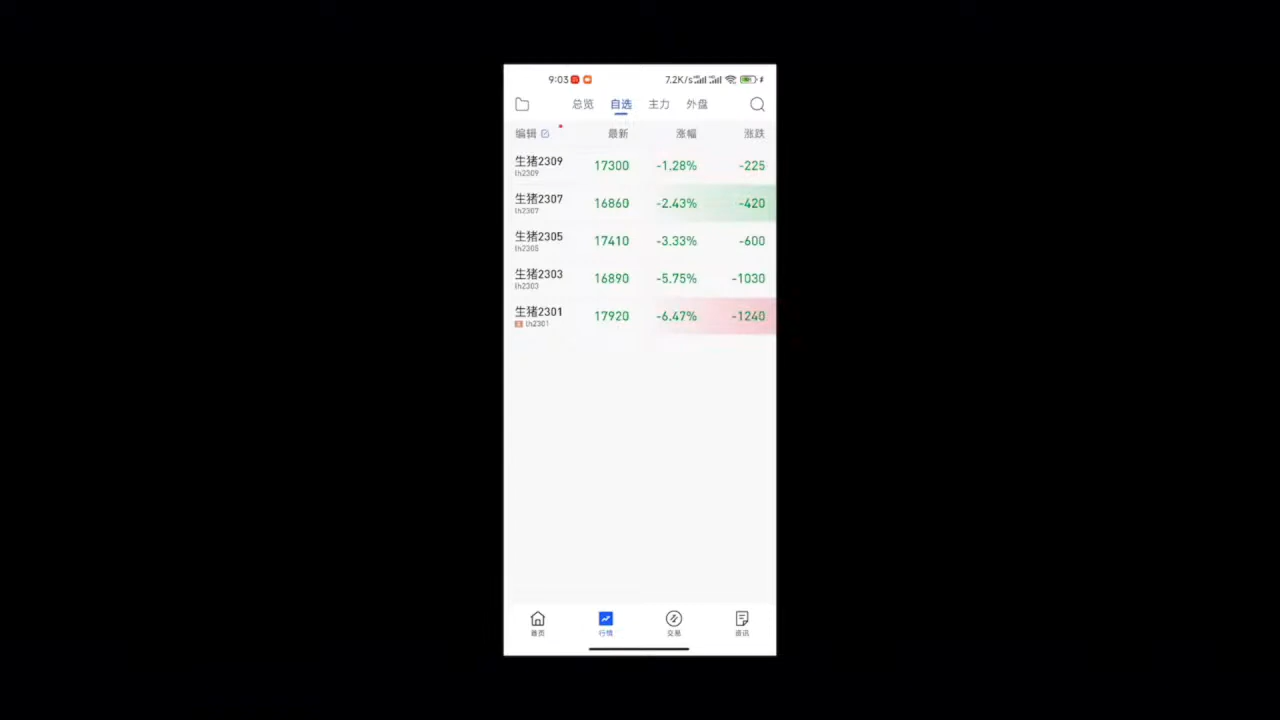 9:03 7.2K/s
总览 自选 主力 外盘
编辑 最新 涨幅 涨跌
生猪2309 17300 -1.28% -225
lh2309
生猪2307 16860 -2.43% -420
lh2307
生猪2305 17410 -3.33% -600
lh2305
生猪2303 16890 -5.75% -1030
lh2303
生猪2301 17920 -6.47% -1240
lh2301
首页 行情 交易 资讯